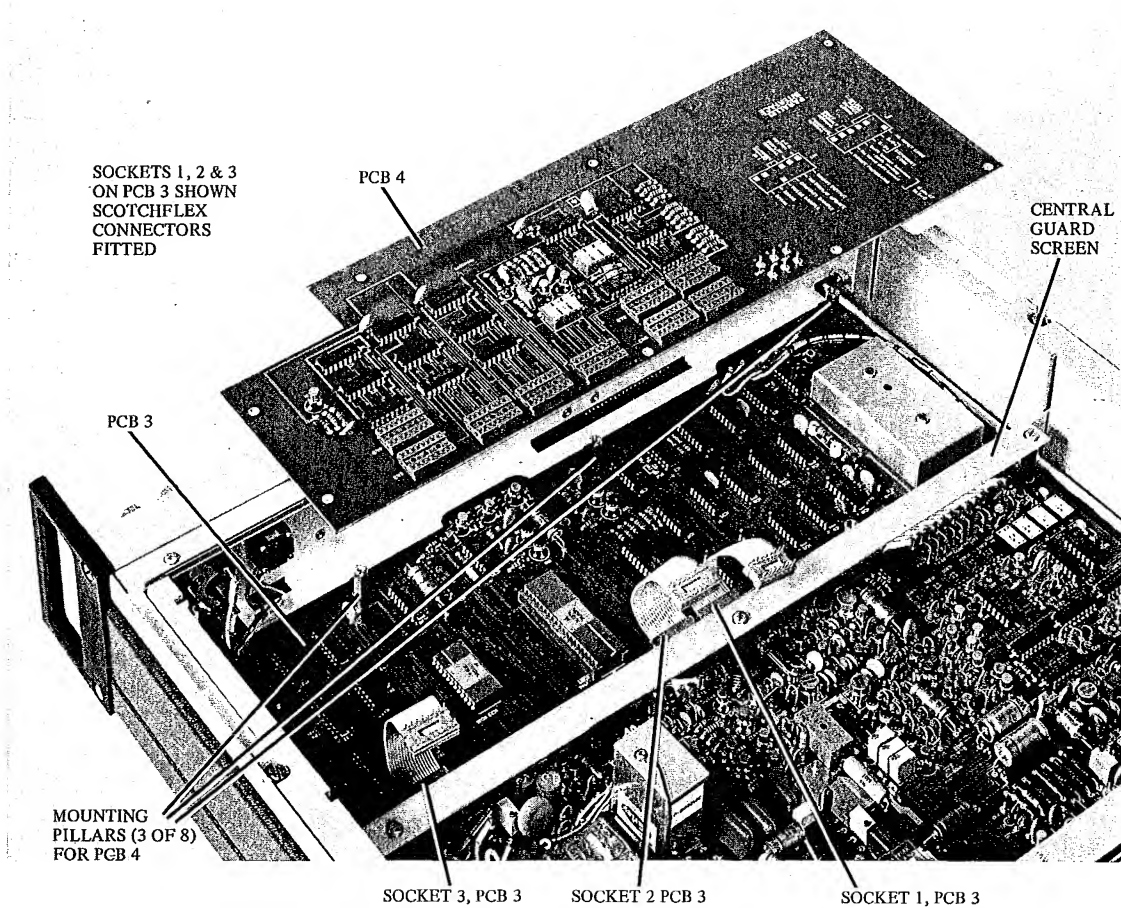 SOCKETS 1, 2 & 3
ON PCB 3 SHOWN
SCOTCHFLEX
CONNECTORS
FITTED
PCB 4
CENTRAL
GUARD
SCREEN
PCB 3
MOUNTING
PILLARS (3 OF 8)
FOR PCB 4
SOCKET 3, PCB 3
SOCKET 2 PCB 3
SOCKET 1, PCB 3